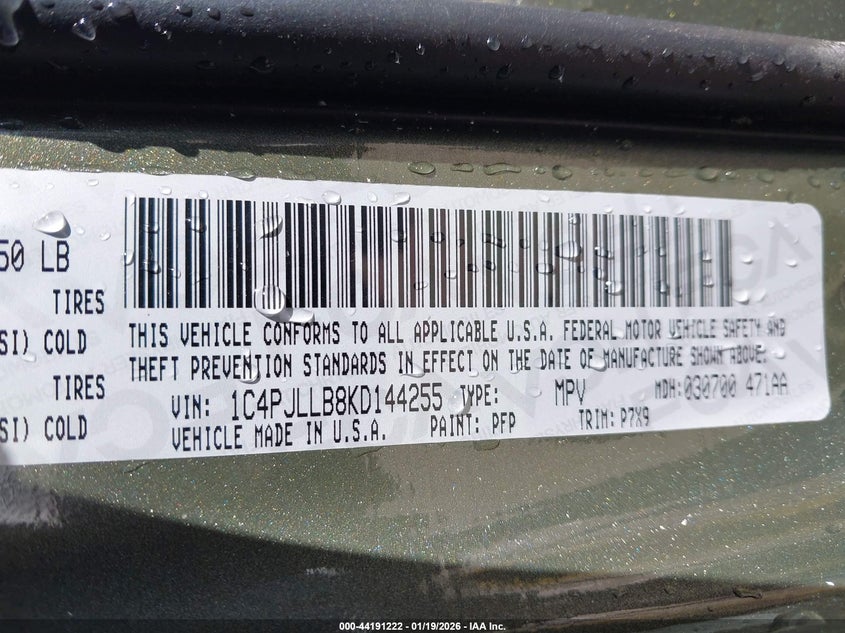 50 LB
TIRES
SI) COLD
TIRES
SI) COLD
THIS VEHICLE CONFORMS TO ALL APPLICABLE U.S.A. FEDERAL MOTOR VEHICLE SAFETY AND
THEFT PREVENTION STANDARDS IN EFFECT ON THE DATE OF MANUFACTURE SHOWN ABOVE.
VIN: 1C4PJLLB8KD144255 TYPE: MPV MDH: 030700 471AA
VEHICLE MADE IN U.S.A. PAINT: PFP TRIM: P7X9
000-44191222 - 01/19/2026 - IAA Inc.